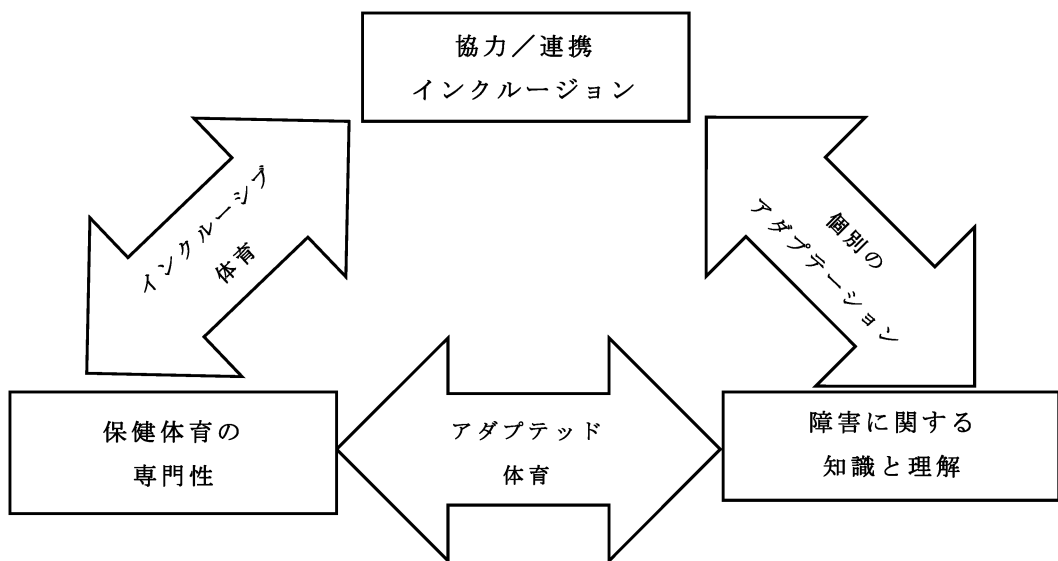 協力／連携
インクルージョン
インクルーシブ
体育
個別の
アダプテーション
保健体育の
専門性
アダプテッド
体育
障害に関する
知識と理解